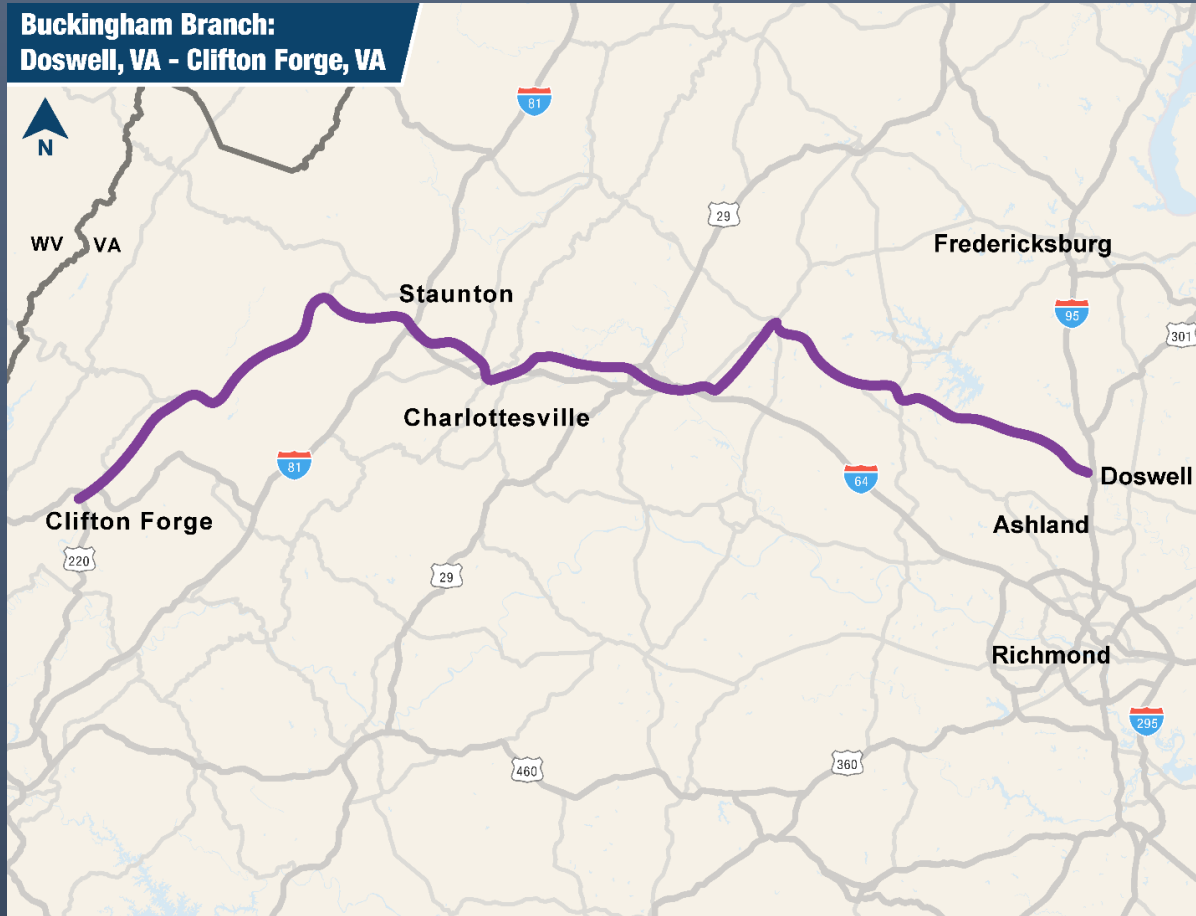 Buckingham Branch:
Doswell, VA - Clifton Forge, VA
N
81
29
WV VA
Fredericksburg
Staunton
95
301
Charlottesville
81
64
Doswell
Clifton Forge
Ashland
220
29
Richmond
295
460
360